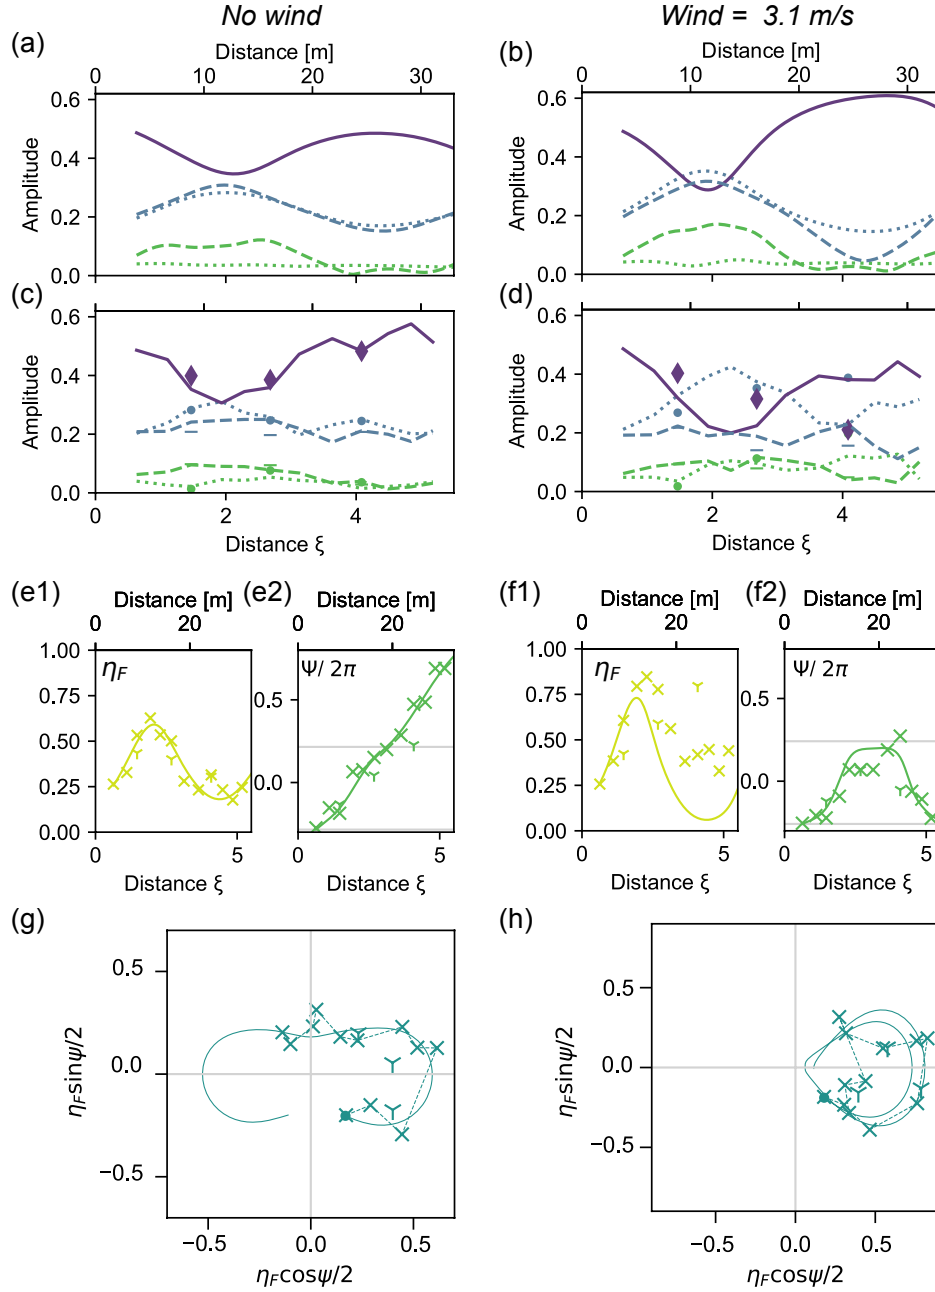 No wind
Wind = 3.1 m/s
(a)
Distance [m]
0 10 20 30
0.6
0.4
0.2
0.0
Amplitude
(b)
Distance [m]
0 10 20 30
0.6
0.4
0.2
0.0
Amplitude
(c)
0.6
0.4
0.2
0.0
Amplitude
0 2 4
Distance ξ
(d)
0.6
0.4
0.2
0.0
Amplitude
0 2 4
Distance ξ
(e1)
Distance [m]
0 20
1.00
0.75
0.50
0.25
0.00
η_F
0 5
Distance ξ
(e2)
Distance [m]
0 20
Ψ/ 2π
0.5
0.0
0 5
Distance ξ
(f1)
Distance [m]
0 20
1.00
0.75
0.50
0.25
0.00
η_F
0 5
Distance ξ
(f2)
Distance [m]
0 20
Ψ/ 2π
0.5
0.0
0 5
Distance ξ
(g)
0.5
0.0
−0.5
η_F sinψ/2
−0.5 0.0 0.5
η_F cosψ/2
(h)
0.5
0.0
−0.5
η_F sinψ/2
−0.5 0.0 0.5
η_F cosψ/2